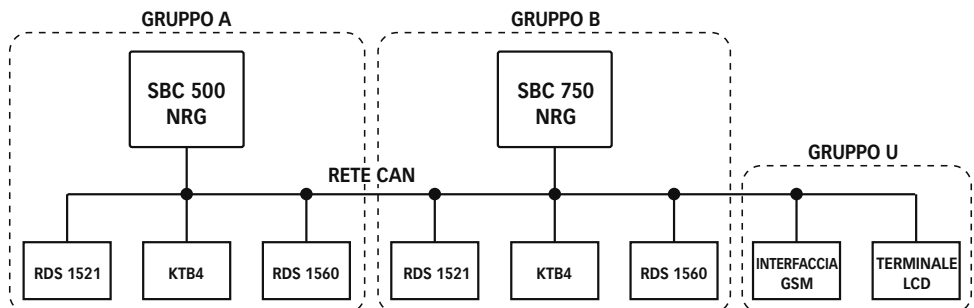 GRUPPO A
GRUPPO B
SBC 500
NRG
SBC 750
NRG
GRUPPO U
RETE CAN
RDS 1521
KTB4
RDS 1560
RDS 1521
KTB4
RDS 1560
INTERFACCIA
GSM
TERMINALE
LCD